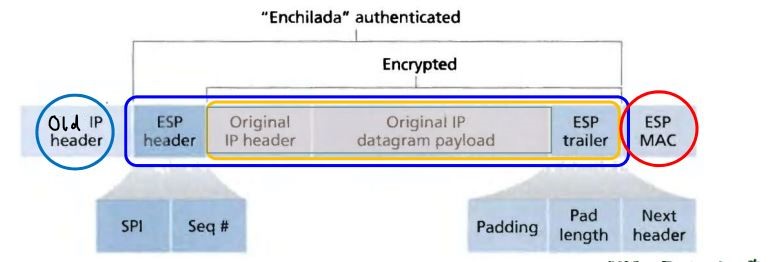 "Enchilada" authenticated
Encrypted
Old IP header
ESP header
Original IP header
Original IP datagram payload
ESP trailer
ESP MAC
SPI
Seq #
Padding
Pad length
Next header